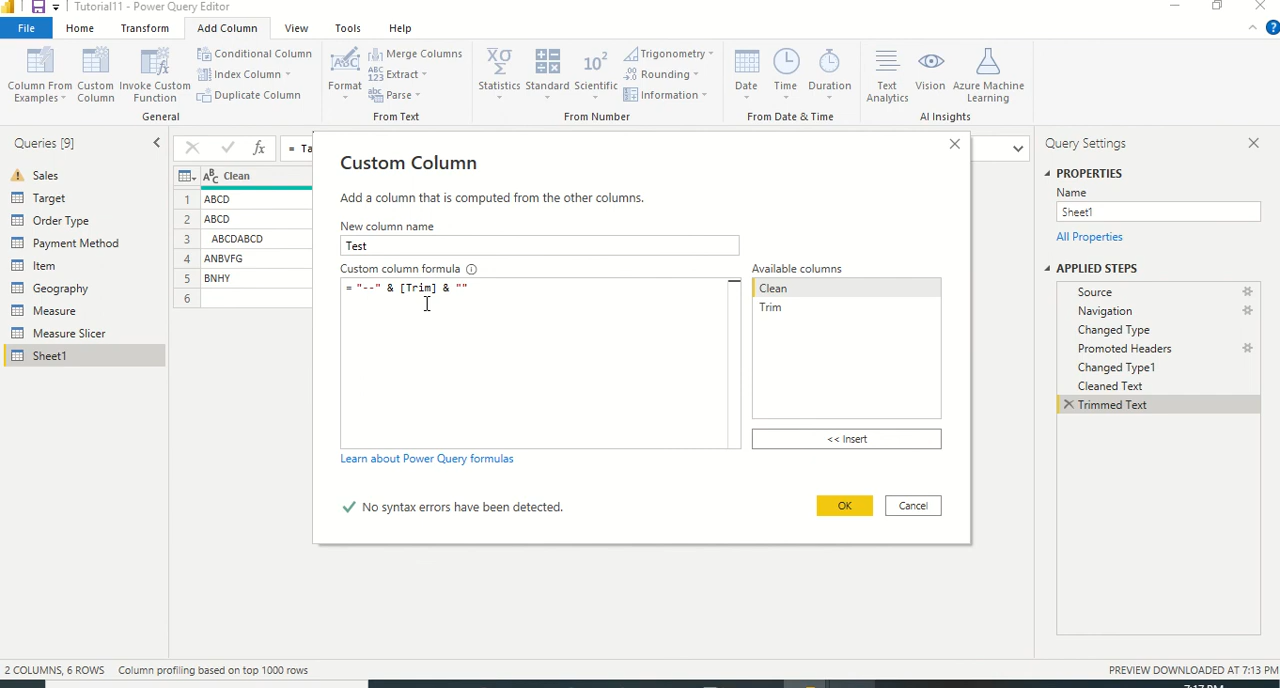 Tutorial11 - Power Query Editor
File Home Transform Add Column View Tools Help
Column From Examples
Custom Column
Invoke Custom Function
Conditional Column
Index Column
Duplicate Column
General
Format
Merge Columns
Extract
Parse
From Text
Statistics
Standard
Scientific
Trigonometry
Rounding
Information
From Number
Date
Time
Duration
From Date & Time
Text Analytics
Vision
Azure Machine Learning
AI Insights
Queries [9]
Sales
Target
Order Type
Payment Method
Item
Geography
Measure
Measure Slicer
Sheet1
fx = Ta
Clean
1 ABCD
2 ABCD
3 ABCDABCD
4 ANBVFG
5 BNHY
6
Custom Column
Add a column that is computed from the other columns.
New column name
Test
Custom column formula
= "--" & [Trim] & ""
Available columns
Clean
Trim
<< Insert
Learn about Power Query formulas
No syntax errors have been detected.
OK
Cancel
Query Settings
PROPERTIES
Name
Sheet1
All Properties
APPLIED STEPS
Source
Navigation
Changed Type
Promoted Headers
Changed Type1
Cleaned Text
Trimmed Text
2 COLUMNS, 6 ROWS Column profiling based on top 1000 rows
PREVIEW DOWNLOADED AT 7:13 PM
7:17 PM